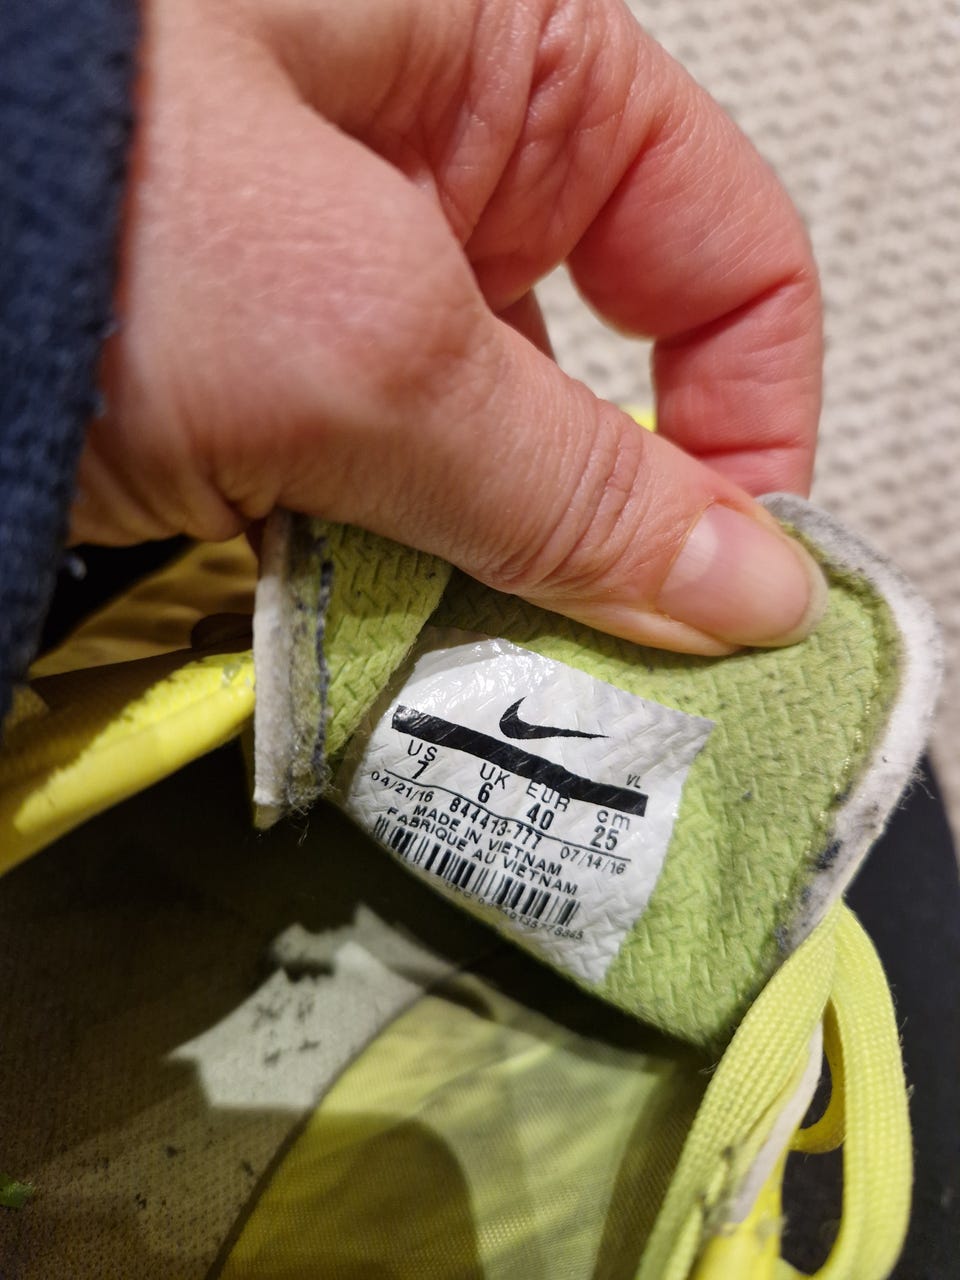 VL
US UK EUR cm
7 6 40 25
04/21/16 844413-777 07/14/16
MADE IN VIETNAM
FABRIQUE AU VIETNAM